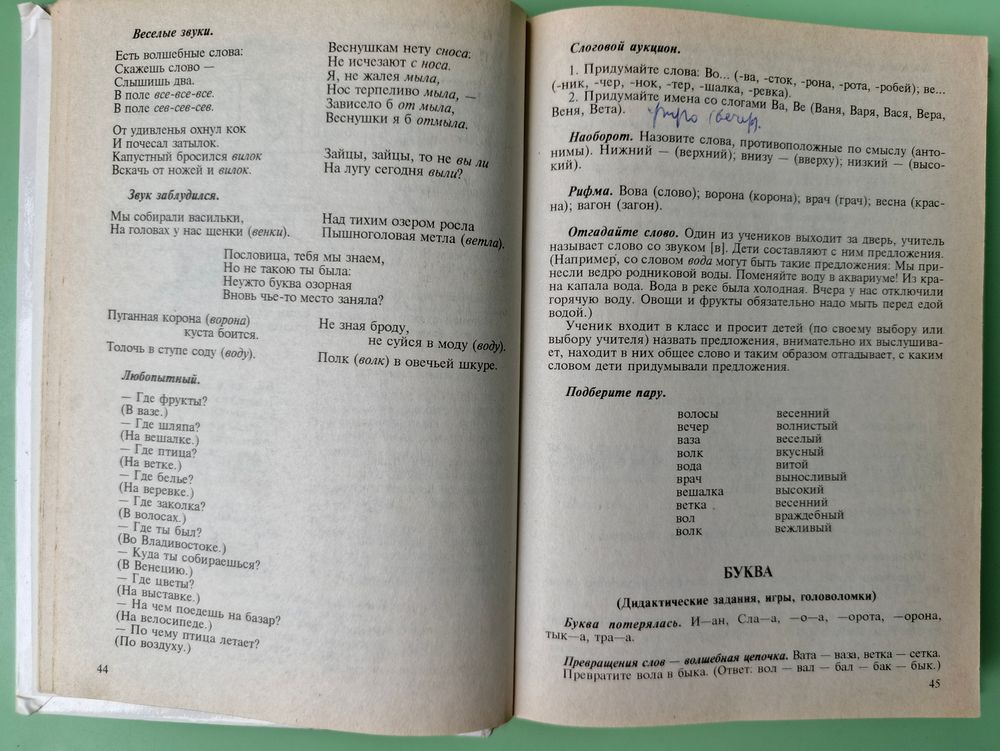 Веселые звуки.
Есть волшебные слова:
Скажешь слово —
Слышишь два.
В поле все-все-все.
В поле сев-сев-сев.
От удивленья охнул кок
И почесал затылок.
Капустный бросился вилок
Вскачь от ножей и вилок.
Веснушкам нету сноса:
Не исчезают с носа.
Я, не жалея мыла,
Нос терпеливо мыла, —
Зависело б от мыла,
Веснушки я б отмыла.
Зайцы, зайцы, то не вы ли
На лугу сегодня выли?
Звук заблудился.
Мы собирали васильки,
На головах у нас щенки (венки).
Над тихим озером росла
Пышноголовая метла (ветла).
Пословица, тебя мы знаем,
Но не такою ты была:
Неужто буква озорная
Вновь чье-то место заняла?
Пуганная корона (ворона)
куста боится.
Толочь в ступе соду (воду).
Не зная броду,
не суйся в моду (воду).
Полк (волк) в овечьей шкуре.
Любопытный.
— Где фрукты?
(В вазе.)
— Где шляпа?
(На вешалке.)
— Где птица?
(На ветке.)
— Где белье?
(На веревке.)
— Где заколка?
(В волосах.)
— Где ты был?
(Во Владивостоке.)
— Куда ты собираешься?
(В Венецию.)
— Где цветы?
(На выставке.)
— На чем поедешь на базар?
(На велосипеде.)
— По чему птица летает?
(По воздуху.)
44
Слоговой аукцион.
1. Придумайте слова: Во... (-ва, -сток, -рона, -рота, -робей); ве...
(-ник, -чер, -нок, -тер, -шалка, -ревка).
2. Придумайте имена со слогами Ва, Ве (Ваня, Варя, Вася, Вера,
Веня, Вета).
(вечер).
Наоборот. Назовите слова, противоположные по смыслу (анто-
нимы). Нижний — (верхний); внизу — (вверху); низкий — (высо-
кий).
Рифма. Вова (слово); ворона (корона); врач (грач); весна (крас-
на); вагон (загон).
Отгадайте слово. Один из учеников выходит за дверь, учитель
называет слово со звуком [в]. Дети составляют с ним предложения.
(Например, со словом вода могут быть такие предложения: Мы при-
несли ведро родниковой воды. Поменяйте воду в аквариуме! Из кра-
на капала вода. Вода в реке была холодная. Вчера у нас отключили
горячую воду. Овощи и фрукты обязательно надо мыть перед едой
водой.)
Ученик входит в класс и просит детей (по своему выбору или
выбору учителя) назвать предложения, внимательно их выслушива-
ет, находит в них общее слово и таким образом отгадывает, с каким
словом дети придумывали предложения.
Подберите пару.
волосы весенний
вечер волнистый
ваза веселый
волк вкусный
вода витой
врач выносливый
вешалка высокий
ветка весенний
вол враждебный
волк вежливый
БУКВА
(Дидактические задания, игры, головоломки)
Буква потерялась. И—ан, Сла—а, —о—а, —орота, —орона,
тык—а, тра—а.
Превращения слов — волшебная цепочка. Вата — ваза, ветка — сетка.
Превратите вола в быка. (Ответ: вол — вал — бал — бак — бык.)
45